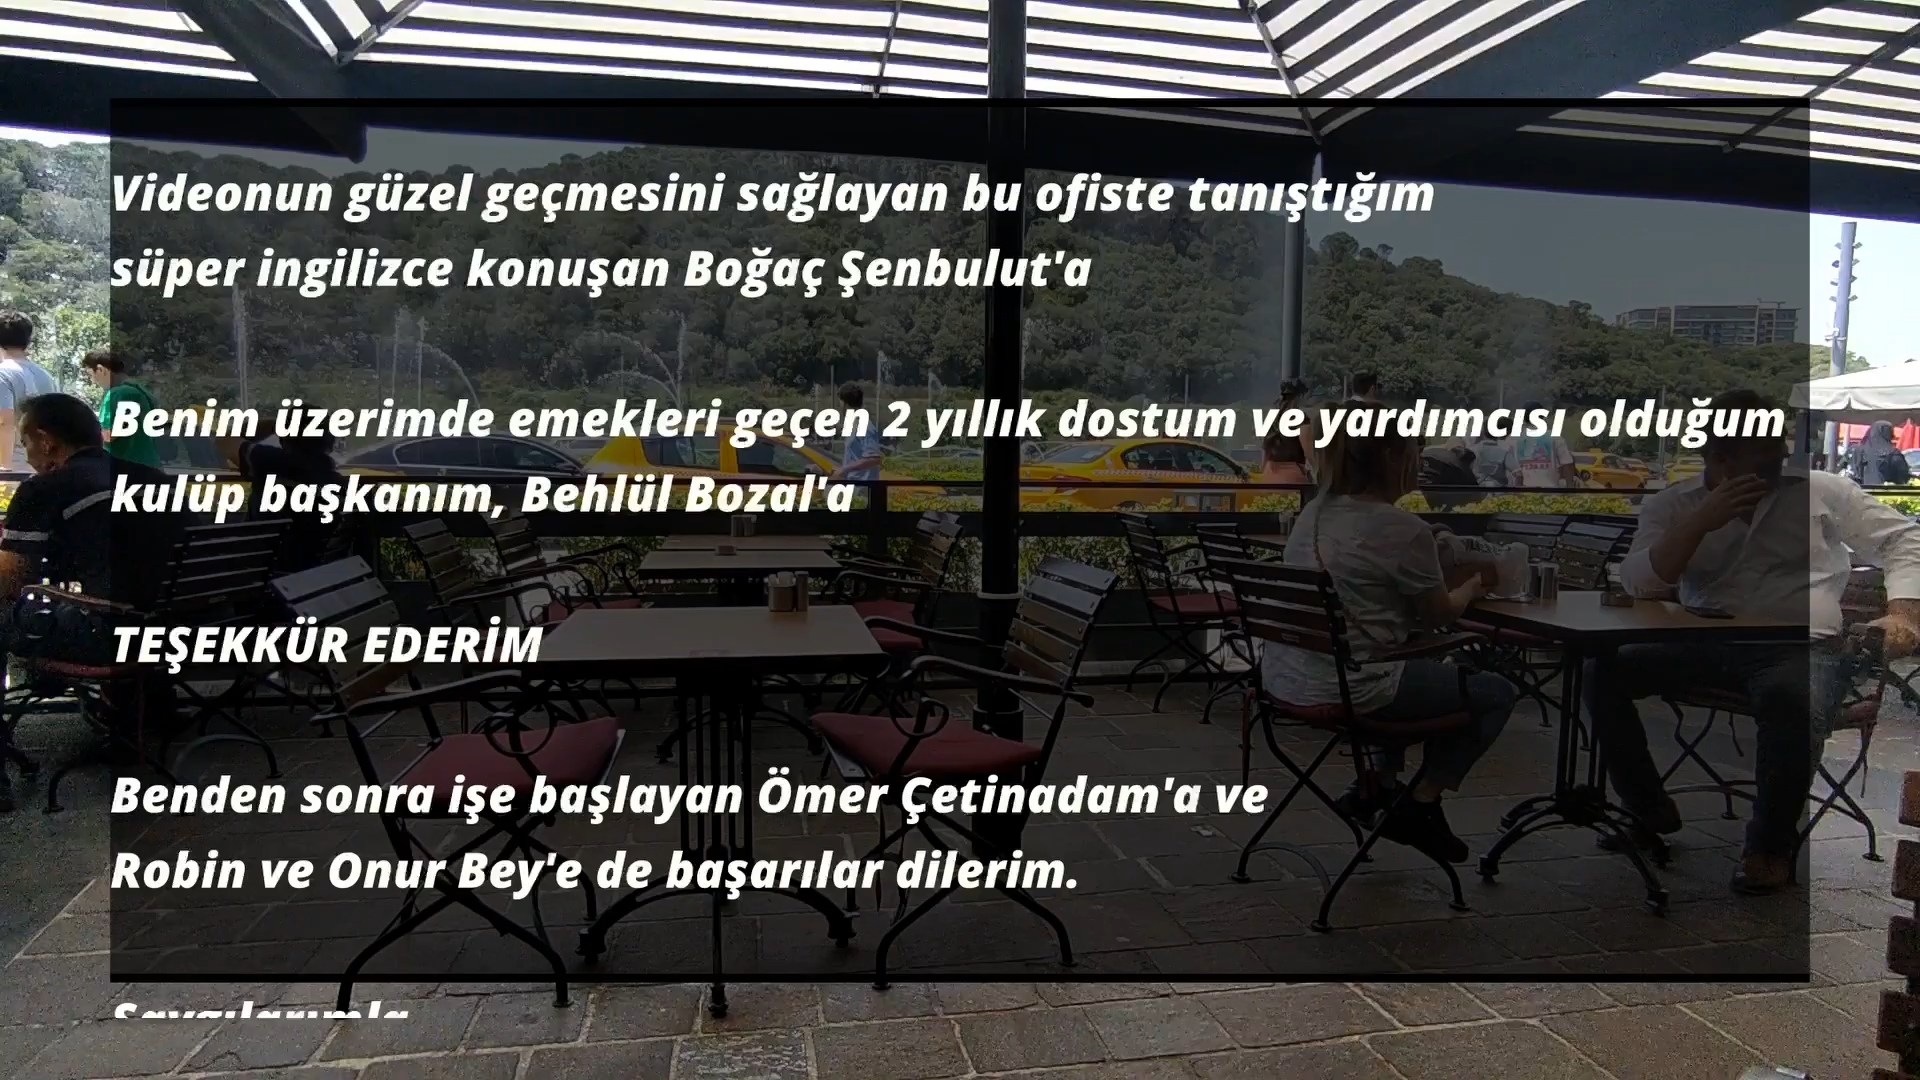 Videonun güzel geçmesini sağlayan bu ofiste tanıştığım
süper ingilizce konuşan Boğaç Şenbulut'a
Benim üzerimde emekleri geçen 2 yıllık dostum ve yardımcısı olduğum
kulüp başkanım, Behlül Bozal'a
TEŞEKKÜR EDERİM
Benden sonra işe başlayan Ömer Çetinadam'a ve
Robin ve Onur Bey'e de başarılar dilerim.
Saygılarımla